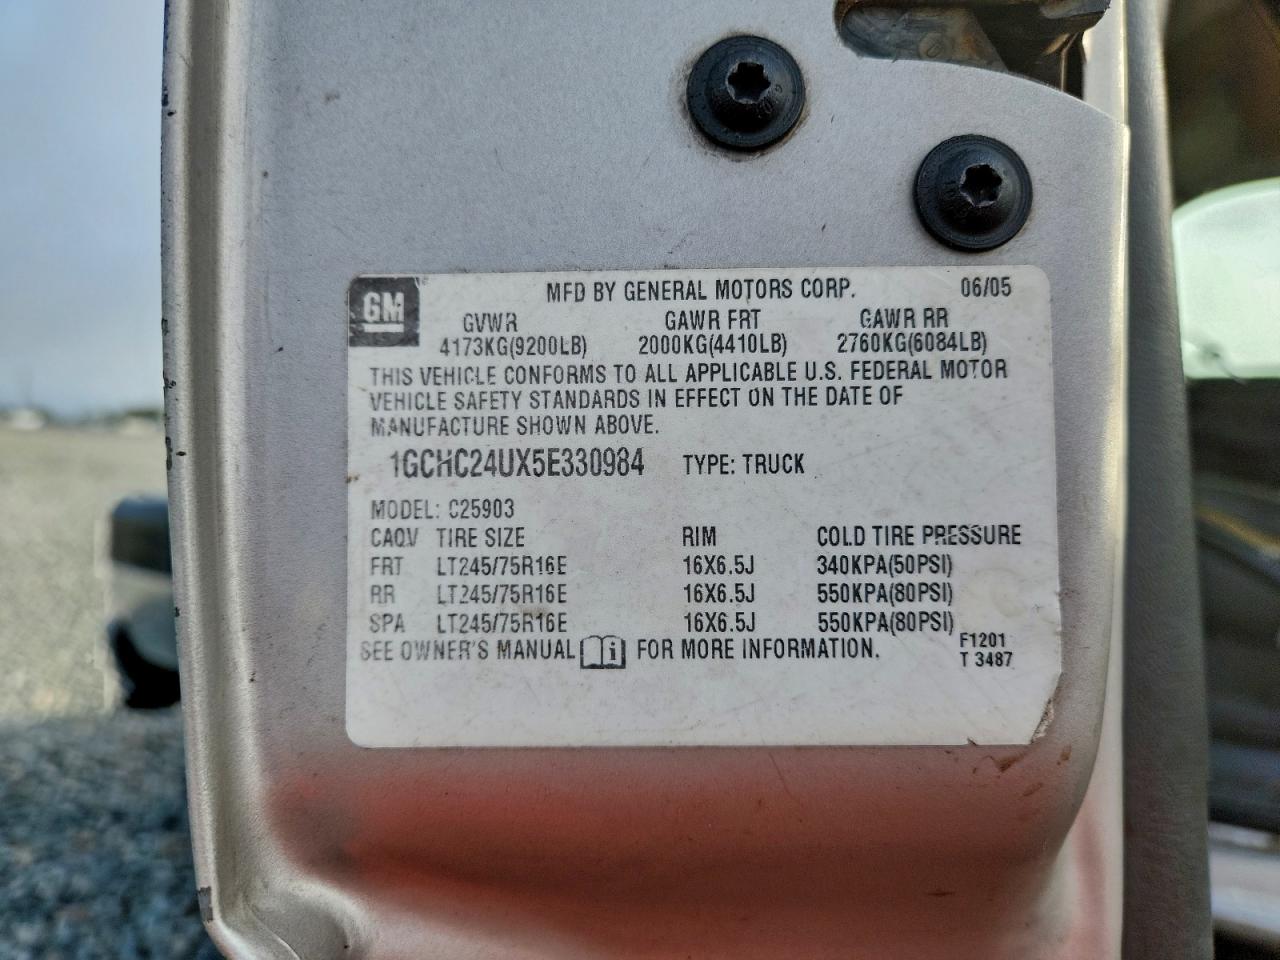 GM
MFD BY GENERAL MOTORS CORP. 06/05
GVWR GAWR FRT GAWR RR
4173KG(9200LB) 2000KG(4410LB) 2760KG(6084LB)
THIS VEHICLE CONFORMS TO ALL APPLICABLE U.S. FEDERAL MOTOR
VEHICLE SAFETY STANDARDS IN EFFECT ON THE DATE OF
MANUFACTURE SHOWN ABOVE.
1GCHC24UX5E330984 TYPE: TRUCK
MODEL: C25903
CAQV TIRE SIZE RIM COLD TIRE PRESSURE
FRT LT245/75R16E 16X6.5J 340KPA(50PSI)
RR LT245/75R16E 16X6.5J 550KPA(80PSI)
SPA LT245/75R16E 16X6.5J 550KPA(80PSI)
SEE OWNER'S MANUAL i FOR MORE INFORMATION.
F1201
T 3487